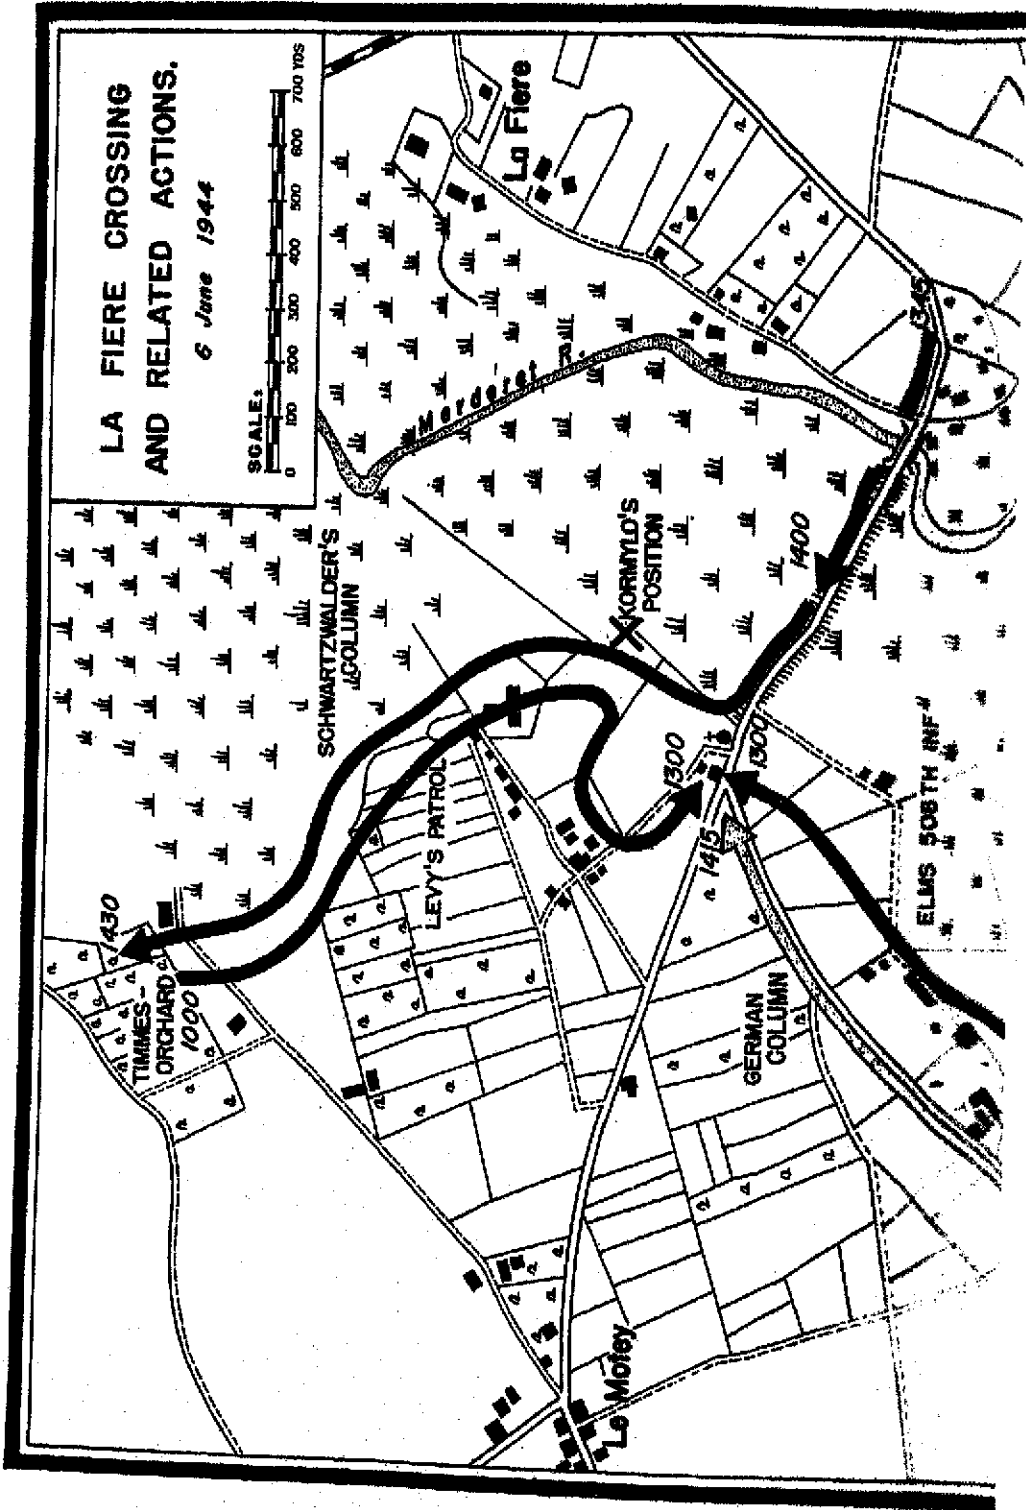 LA FIERE CROSSING
AND RELATED ACTIONS.
6 June 1944
SCALE:
0 100 200 300 400 500 600 700 YDS
La Fiere
Merderet R.
1345
1400
SCHWARTZWALDER'S
COLUMN
KORMYLO'S
POSITION
LEVY'S PATROL
1300
1300
1415
ELMS 508TH INF
1430
TIMMES-
ORCHARD
1000
GERMAN
COLUMN
Le Motey